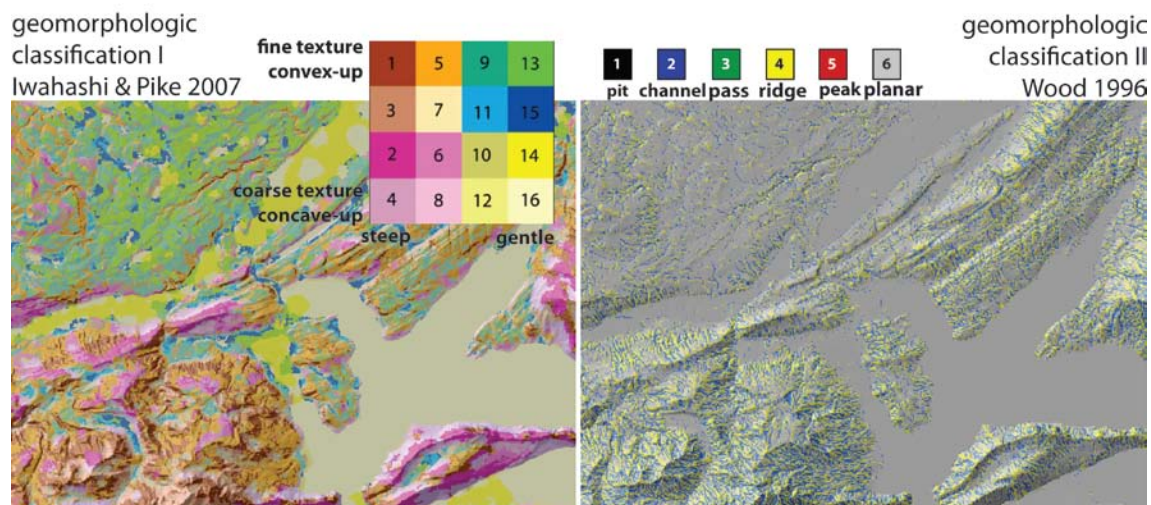 geomorphologic
classification I
Iwahashi & Pike 2007
fine texture
convex-up
1 5 9 13
3 7 11 15
2 6 10 14
4 8 12 16
coarse texture
concave-up
steep gentle
1 2 3 4 5 6
pit channel pass ridge peak planar
geomorphologic
classification II
Wood 1996